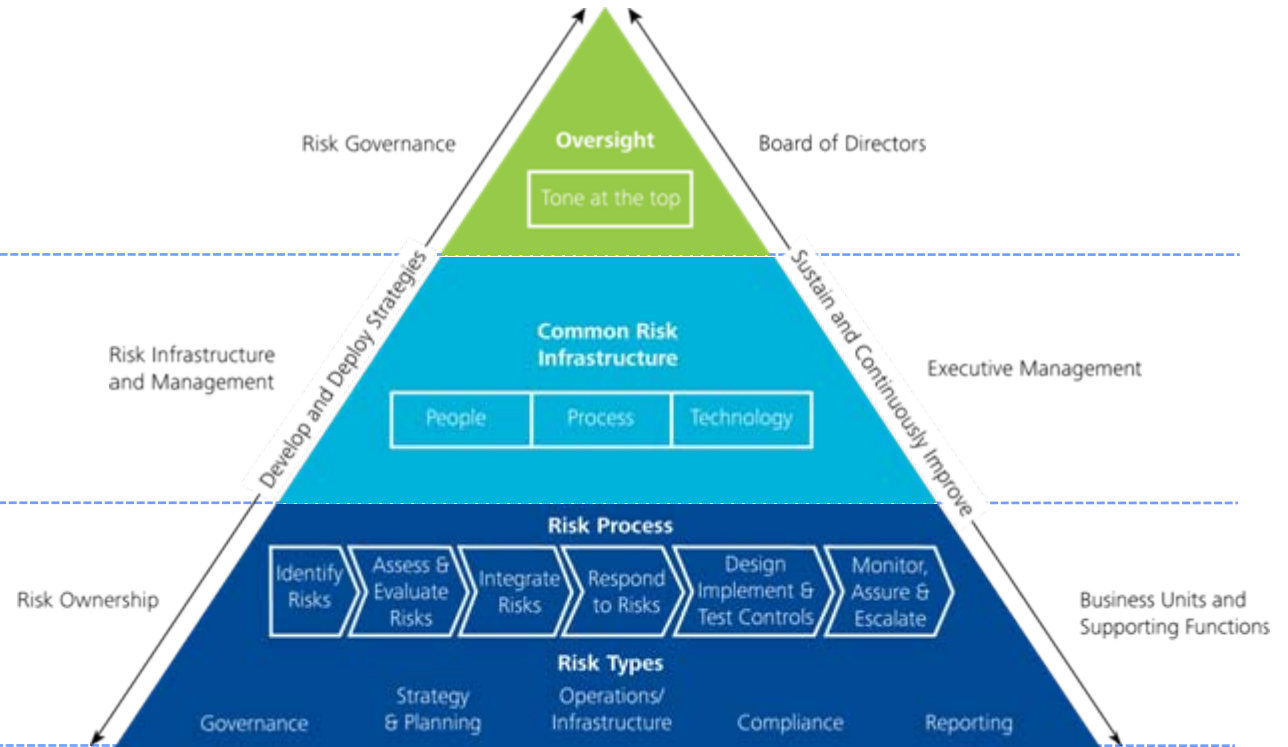 Risk Governance
Oversight
Tone at the top
Board of Directors
Develop and Deploy Strategies
Sustain and Continuously Improve
Risk Infrastructure
and Management
Common Risk
Infrastructure
People
Process
Technology
Executive Management
Risk Ownership
Risk Process
Identify
Risks
Assess &
Evaluate
Risks
Integrate
Risks
Respond
to Risks
Design
Implement &
Test Controls
Monitor,
Assure &
Escalate
Business Units and
Supporting Functions
Risk Types
Governance
Strategy
& Planning
Operations/
Infrastructure
Compliance
Reporting